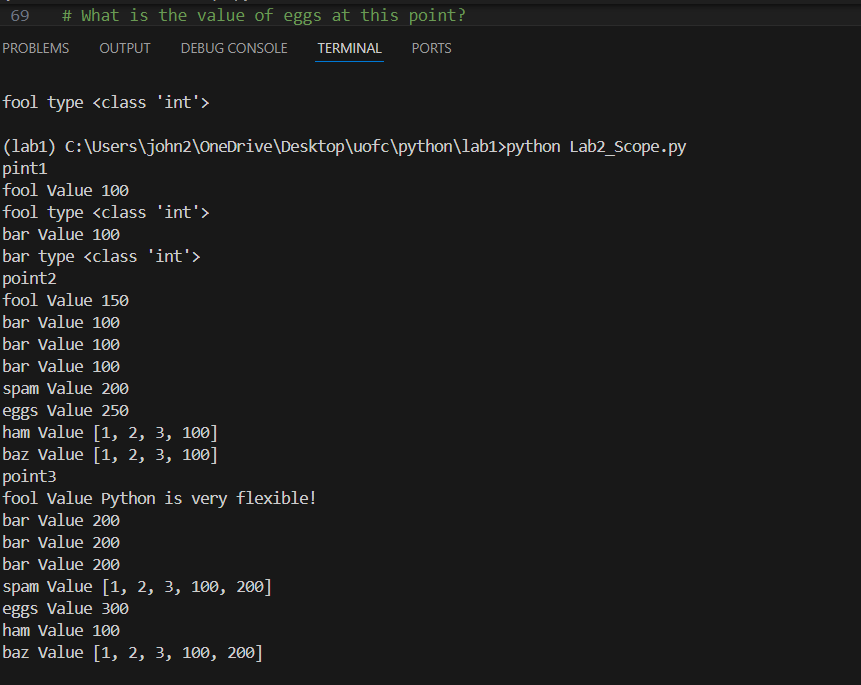 69 # What is the value of eggs at this point?
PROBLEMS OUTPUT DEBUG CONSOLE TERMINAL PORTS
fool type <class 'int'>
(lab1) C:\Users\john2\OneDrive\Desktop\uofc\python\lab1>python Lab2_Scope.py
pint1
fool Value 100
fool type <class 'int'>
bar Value 100
bar type <class 'int'>
point2
fool Value 150
bar Value 100
bar Value 100
bar Value 100
spam Value 200
eggs Value 250
ham Value [1, 2, 3, 100]
baz Value [1, 2, 3, 100]
point3
fool Value Python is very flexible!
bar Value 200
bar Value 200
bar Value 200
spam Value [1, 2, 3, 100, 200]
eggs Value 300
ham Value 100
baz Value [1, 2, 3, 100, 200]